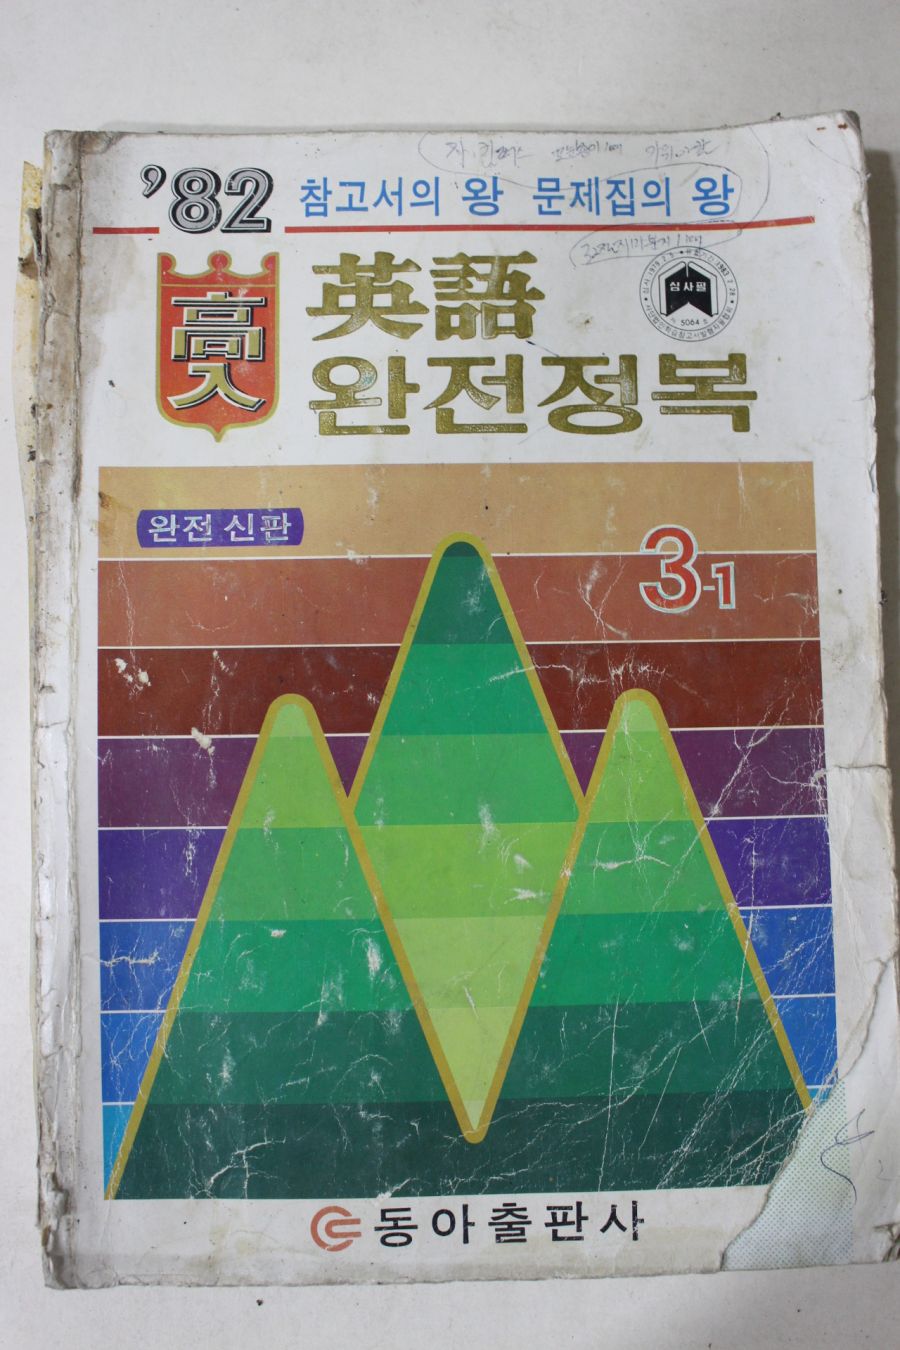 '82 참고서의 왕 문제집의 왕
高入
英語
완전정복
심사필
5064
완전 신판
3-1
동아출판사